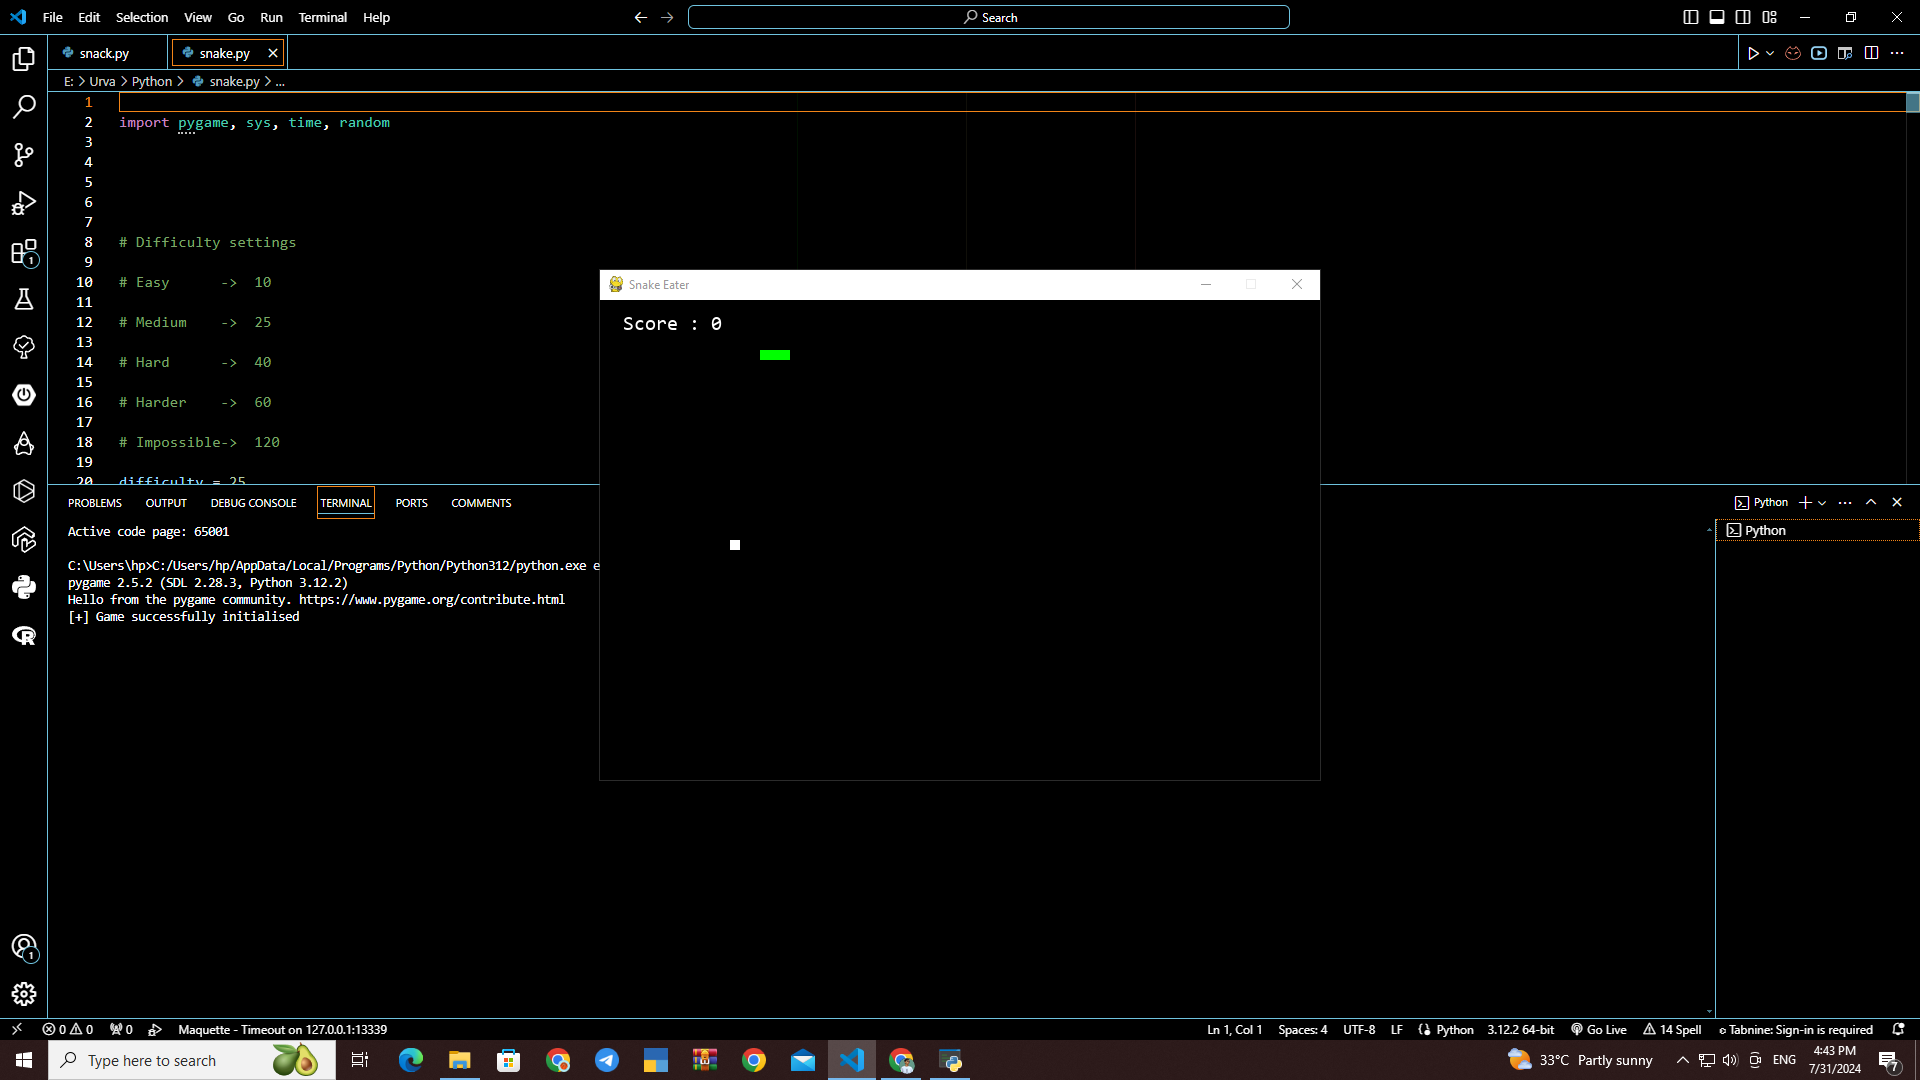 File Edit Selection View Go Run Terminal Help
Search
snack.py
snake.py
E: > Urva > Python > snake.py > ...
1
2 import pygame, sys, time, random
3
4
5
6
7
8 # Difficulty settings
9
10 # Easy -> 10
11
12 # Medium -> 25
13
14 # Hard -> 40
15
16 # Harder -> 60
17
18 # Impossible-> 120
19
20 difficulty = 25
Snake Eater
Score : 0
PROBLEMS OUTPUT DEBUG CONSOLE TERMINAL PORTS COMMENTS
Python
Python
Active code page: 65001
C:\Users\hp>C:/Users/hp/AppData/Local/Programs/Python/Python312/python.exe e
pygame 2.5.2 (SDL 2.28.3, Python 3.12.2)
Hello from the pygame community. https://www.pygame.org/contribute.html
[+] Game successfully initialised
1
1
0 0 0 Maquette - Timeout on 127.0.0.1:13339
Ln 1, Col 1 Spaces: 4 UTF-8 LF Python 3.12.2 64-bit Go Live 14 Spell Tabnine: Sign-in is required
Type here to search
33°C Partly sunny
ENG
4:43 PM
7/31/2024
7